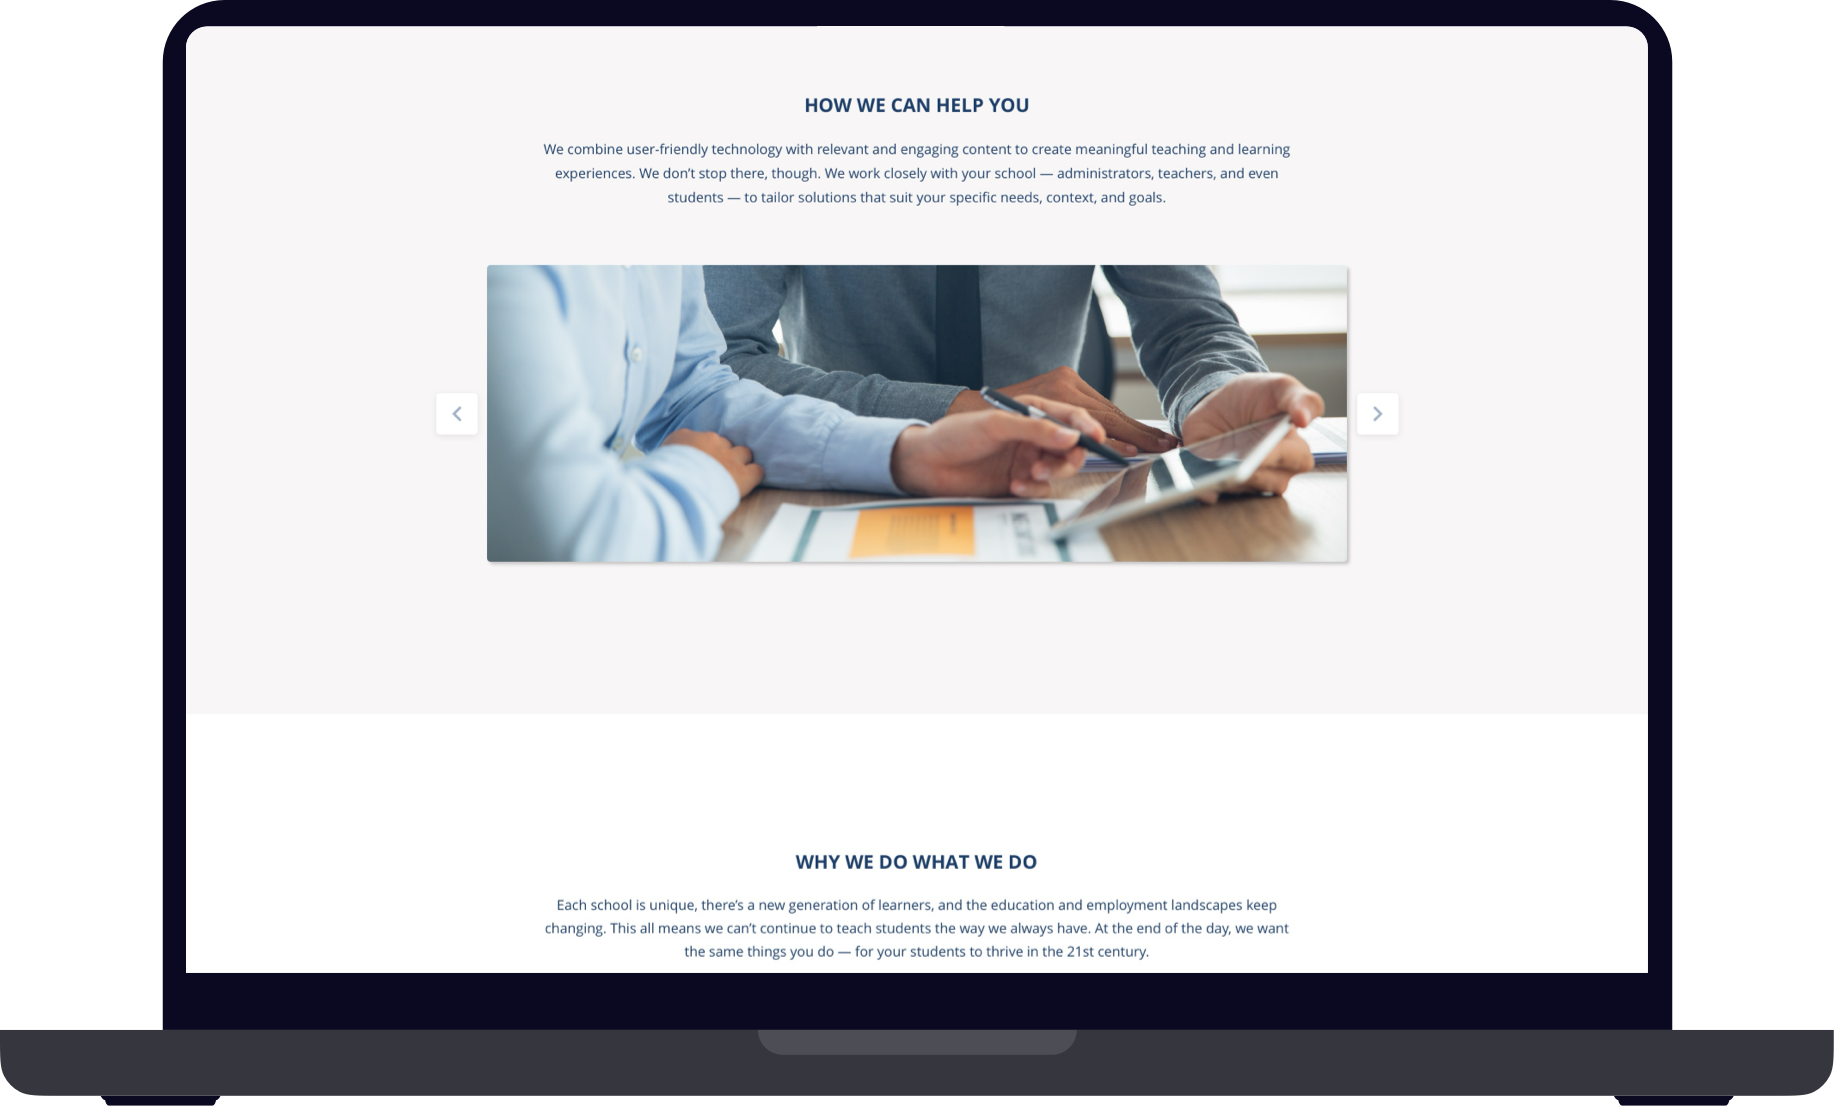 HOW WE CAN HELP YOU
We combine user-friendly technology with relevant and engaging content to create meaningful teaching and learning
experiences. We don’t stop there, though. We work closely with your school — administrators, teachers, and even
students — to tailor solutions that suit your specific needs, context, and goals.
WHY WE DO WHAT WE DO
Each school is unique, there’s a new generation of learners, and the education and employment landscapes keep
changing. This all means we can’t continue to teach students the way we always have. At the end of the day, we want
the same things you do — for your students to thrive in the 21st century.